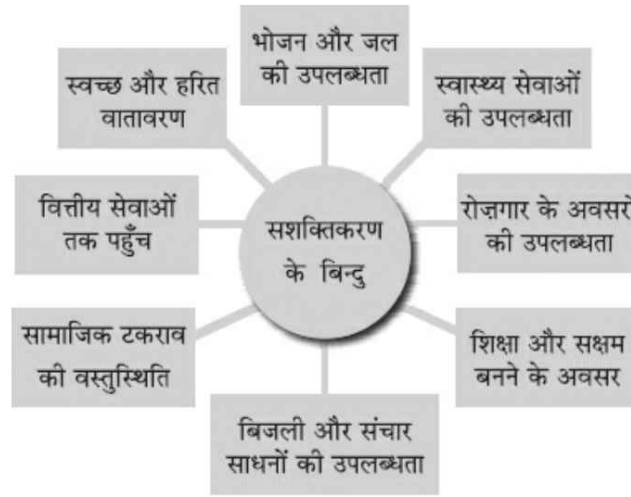 भोजन और जल
की उपलब्धता
स्वच्छ और हरित
वातावरण
स्वास्थ्य सेवाओं
की उपलब्धता
वित्तीय सेवाओं
तक पहुँच
सशक्तिकरण
के बिन्दु
रोज़गार के अवसरों
की उपलब्धता
सामाजिक टकराव
की वस्तुस्थिति
शिक्षा और सक्षम
बनने के अवसर
बिजली और संचार
साधनों की उपलब्धता